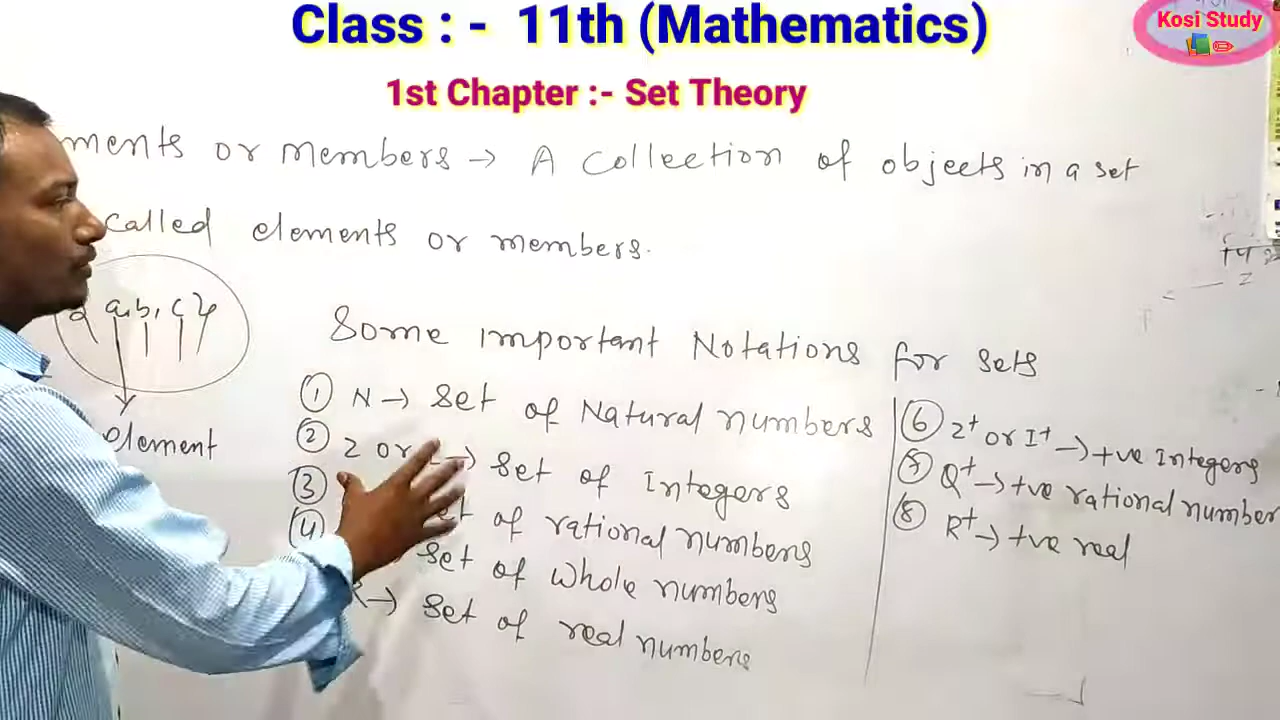 Class : - 11th (Mathematics)
Kosi Study
1st Chapter :- Set Theory
ments or members → A collection of objects in a set
called elements or members.
a, b, c }
element
Some important Notations for sets
① N → Set of Natural numbers
② Z or → Set of Integers
③ set of rational numbers
④ set of whole numbers
→ Set of real numbers
⑥ Z⁺ or I⁺ → +ve Integers
⑦ Q⁺ → +ve rational number
⑧ R⁺ → +ve real